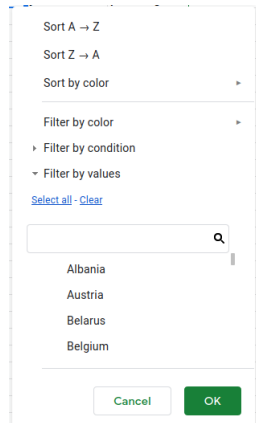 Sort A → Z
Sort Z → A
Sort by color
Filter by color
Filter by condition
Filter by values
Select all - Clear
Albania
Austria
Belarus
Belgium
Cancel OK